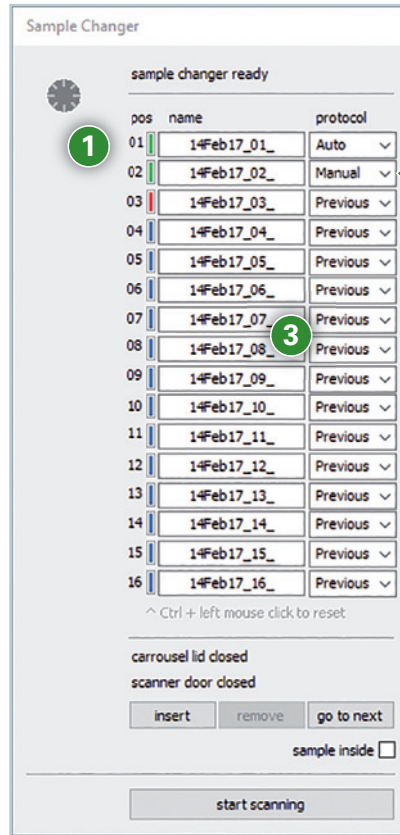 Sample Changer
sample changer ready
pos name protocol
1
01 14Feb17_01_ Auto
02 14Feb17_02_ Manual
03 14Feb17_03_ Previous
04 14Feb17_04_ Previous
05 14Feb17_05_ Previous
06 14Feb17_06_ Previous
07 14Feb17_07_ Previous
3
08 14Feb17_08_ Previous
09 14Feb17_09_ Previous
10 14Feb17_10_ Previous
11 14Feb17_11_ Previous
12 14Feb17_12_ Previous
13 14Feb17_13_ Previous
14 14Feb17_14_ Previous
15 14Feb17_15_ Previous
16 14Feb17_16_ Previous
^ Ctrl + left mouse click to reset
carrousel lid closed
scanner door closed
insert remove go to next
sample inside
start scanning